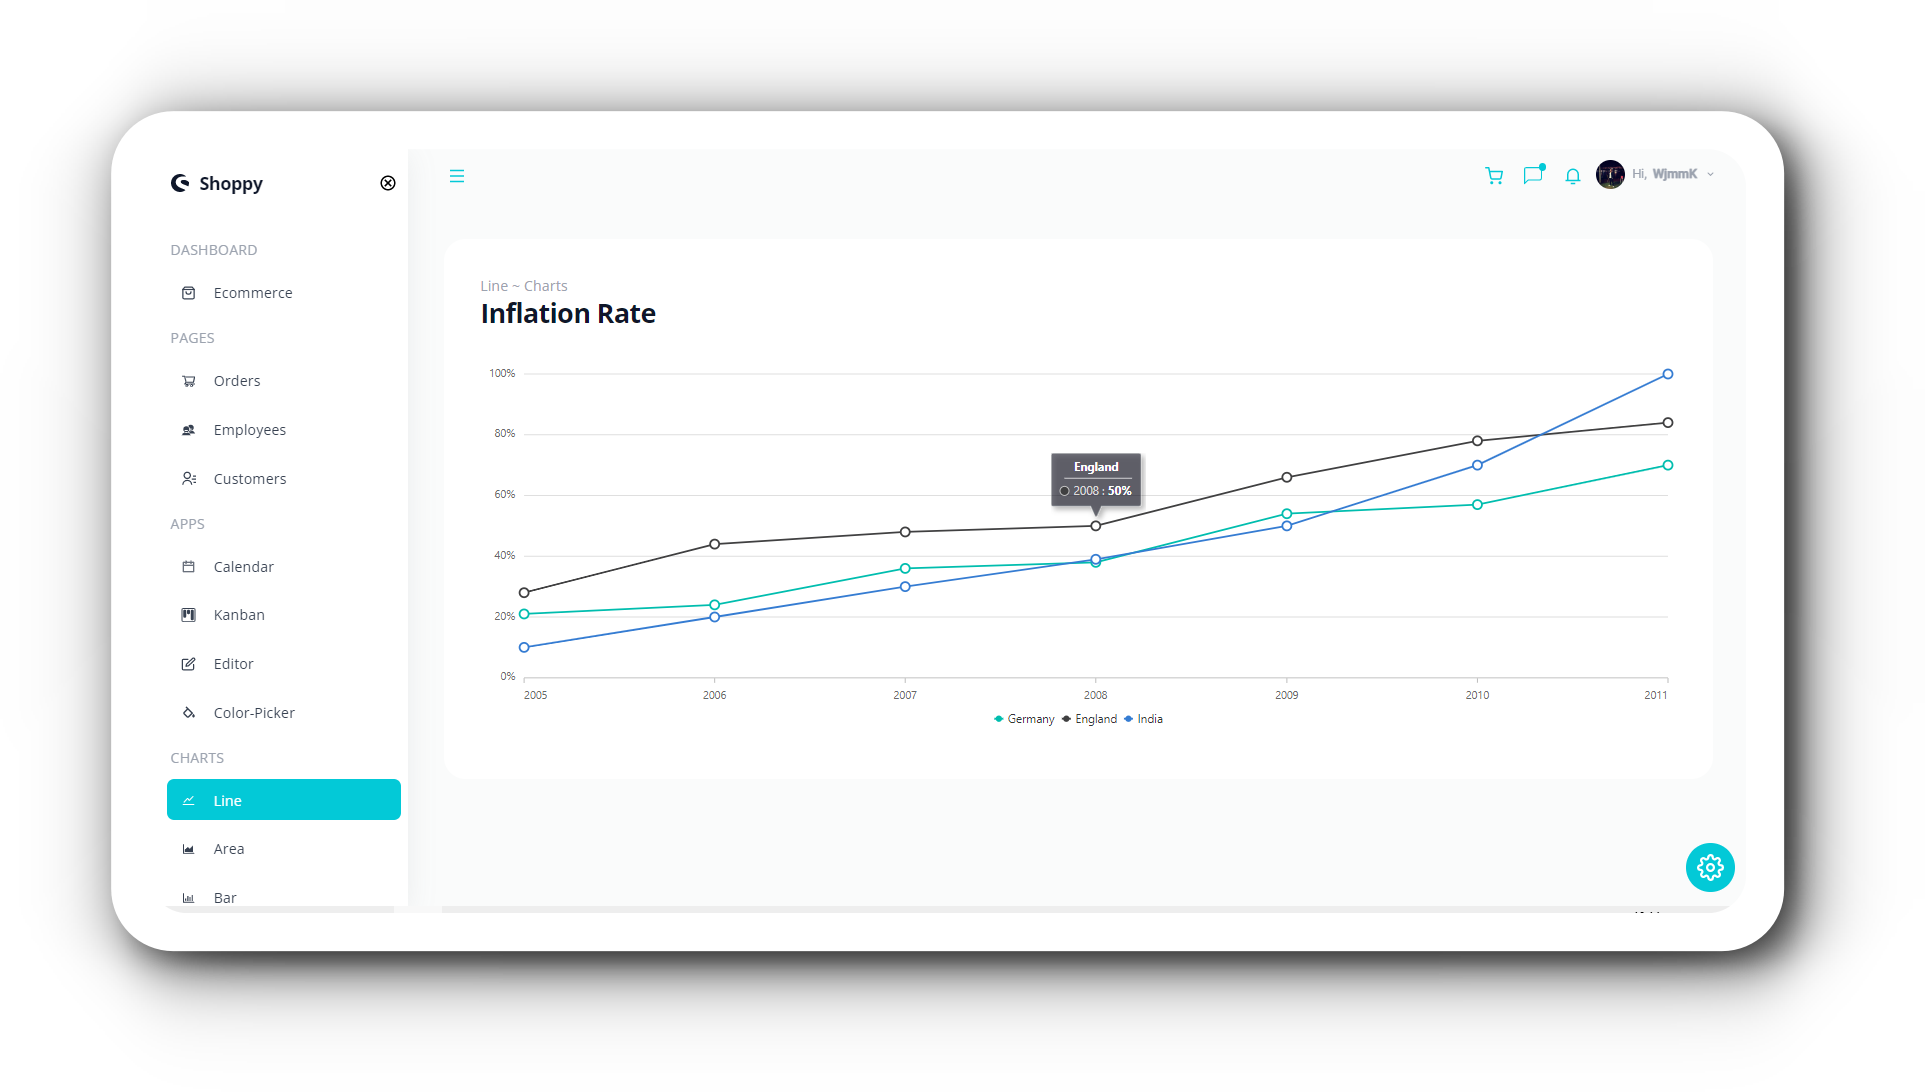 Shoppy
DASHBOARD
Ecommerce
PAGES
Orders
Employees
Customers
APPS
Calendar
Kanban
Editor
Color-Picker
CHARTS
Line
Area
Bar
Hi, WjmmK
Line ~ Charts
Inflation Rate
100%
80%
60%
40%
20%
0%
England
2008 : 50%
2005 2006 2007 2008 2009 2010 2011
Germany England India